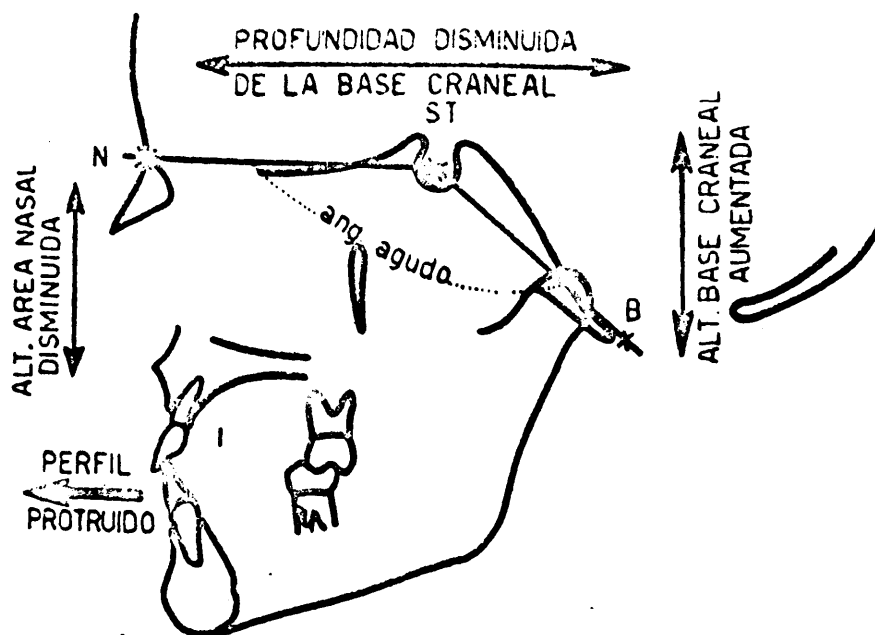 PROFUNDIDAD DISMINUIDA
DE LA BASE CRANEAL
ST
N
ALT. AREA NASAL
DISMINUIDA
ang. aguda
B
ALT. BASE CRANEAL
AUMENTADA
I
PERFIL
PROTRUIDO